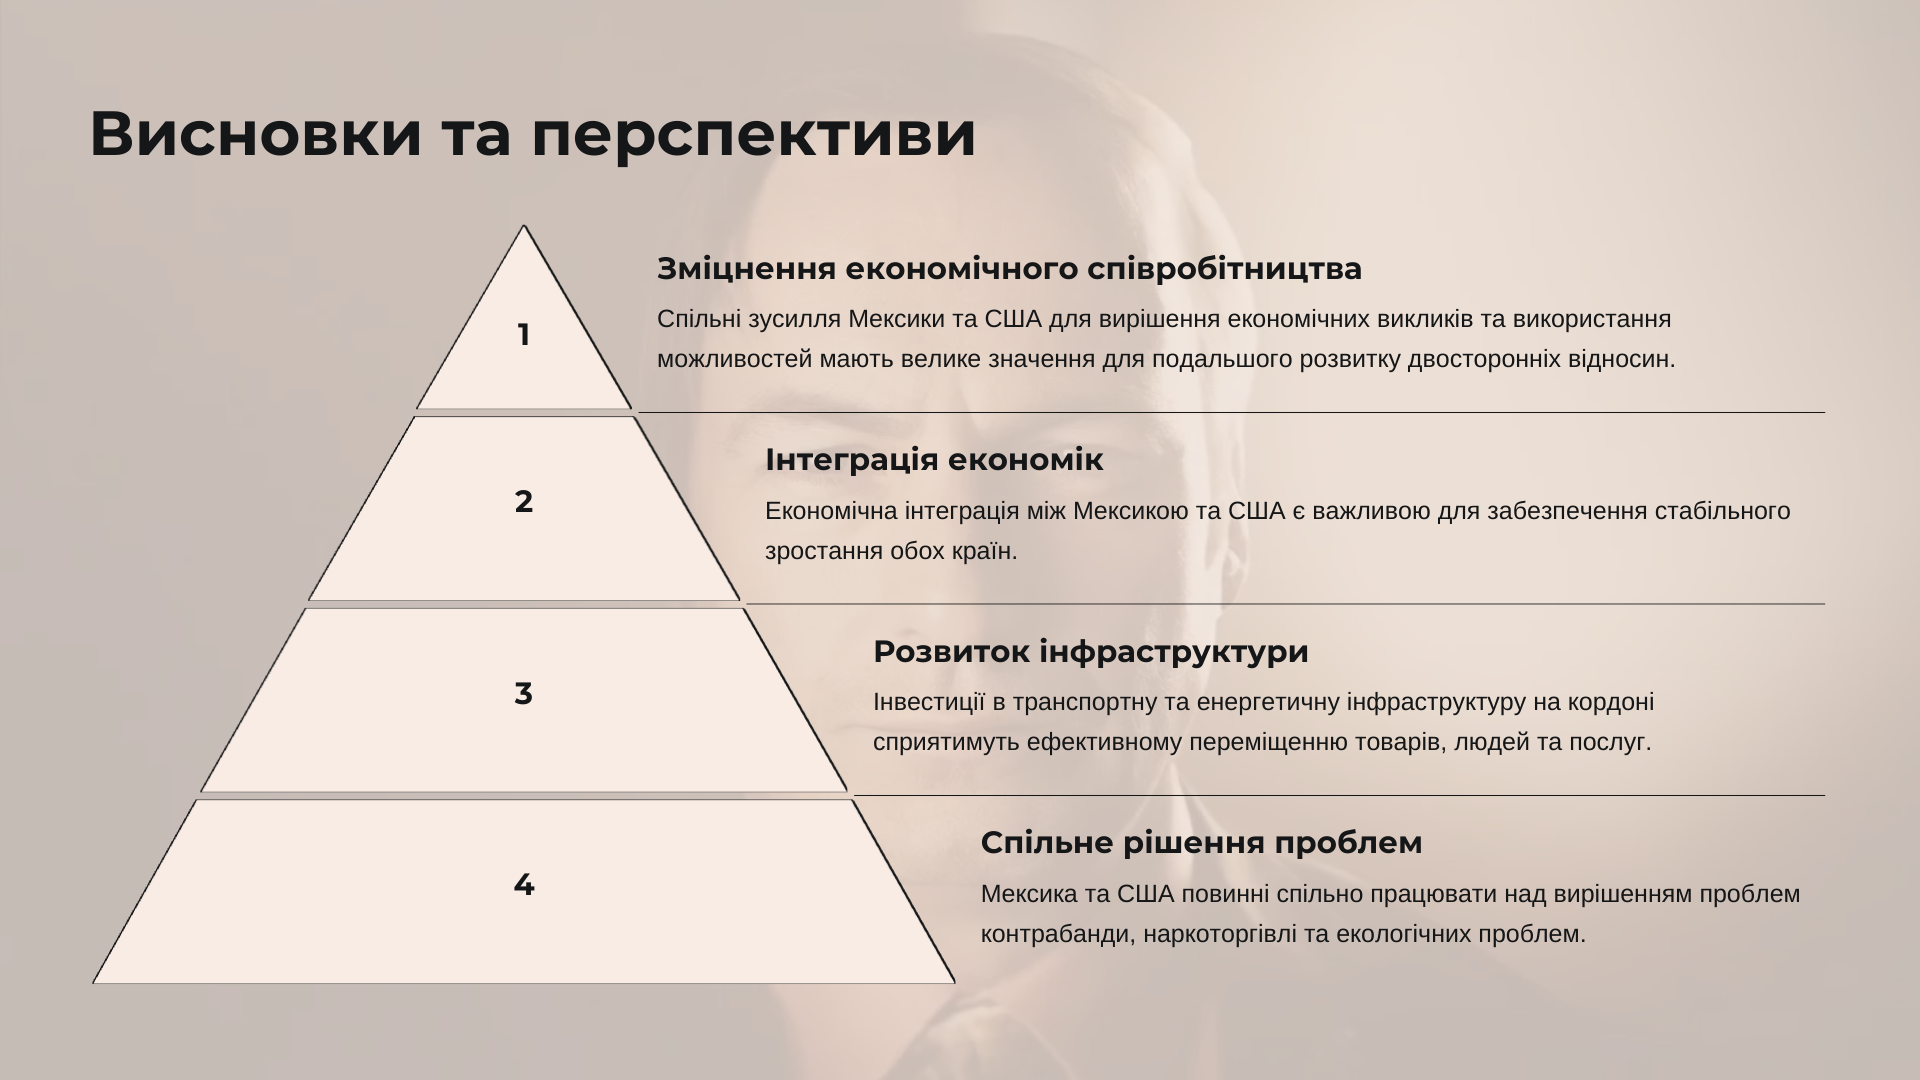 Висновки та перспективи
1
Зміцнення економічного співробітництва
Спільні зусилля Мексики та США для вирішення економічних викликів та використання
можливостей мають велике значення для подальшого розвитку двосторонніх відносин.
2
Інтеграція економік
Економічна інтеграція між Мексикою та США є важливою для забезпечення стабільного
зростання обох країн.
3
Розвиток інфраструктури
Інвестиції в транспортну та енергетичну інфраструктуру на кордоні
сприятимуть ефективному переміщенню товарів, людей та послуг.
4
Спільне рішення проблем
Мексика та США повинні спільно працювати над вирішенням проблем
контрабанди, наркоторгівлі та екологічних проблем.